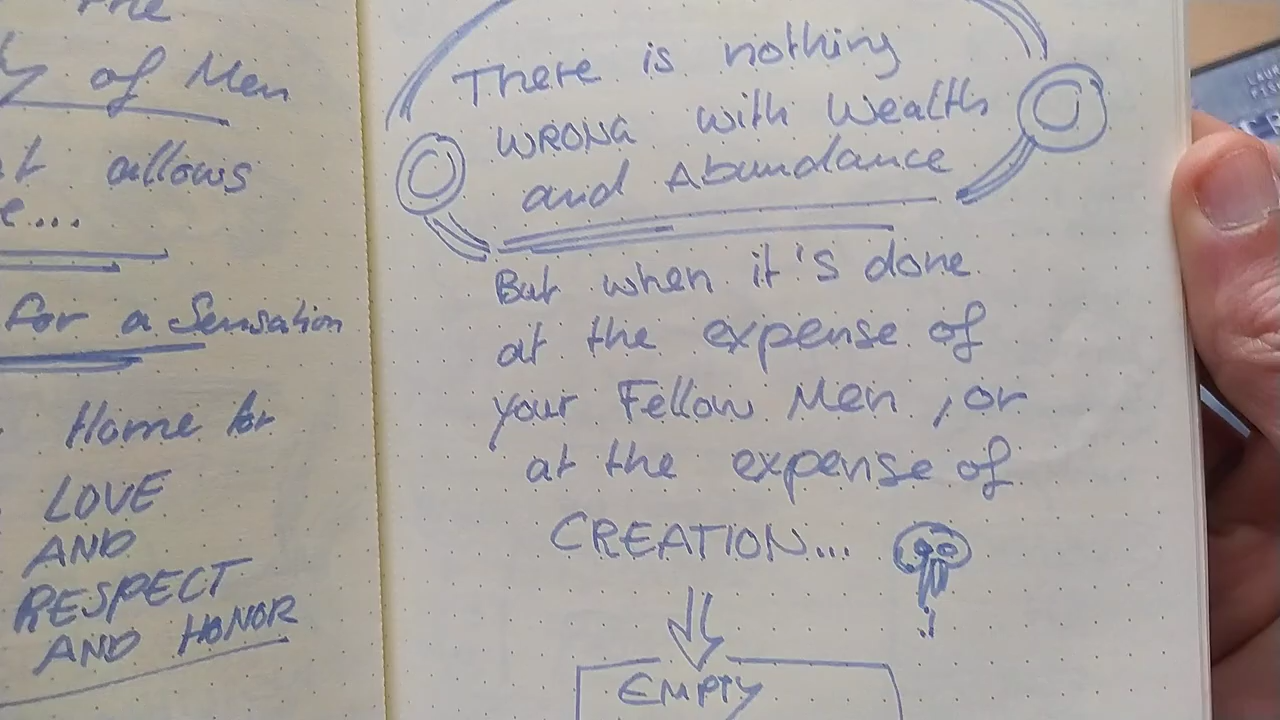 the
of Men
allows
...
for a Sensation
Home for
LOVE
AND
RESPECT
AND HONOR
There is nothing
WRONG with Wealth
and Abundance
But when it's done
at the expense of
your Fellow Men, or
at the expense of
CREATION...
EMPTY